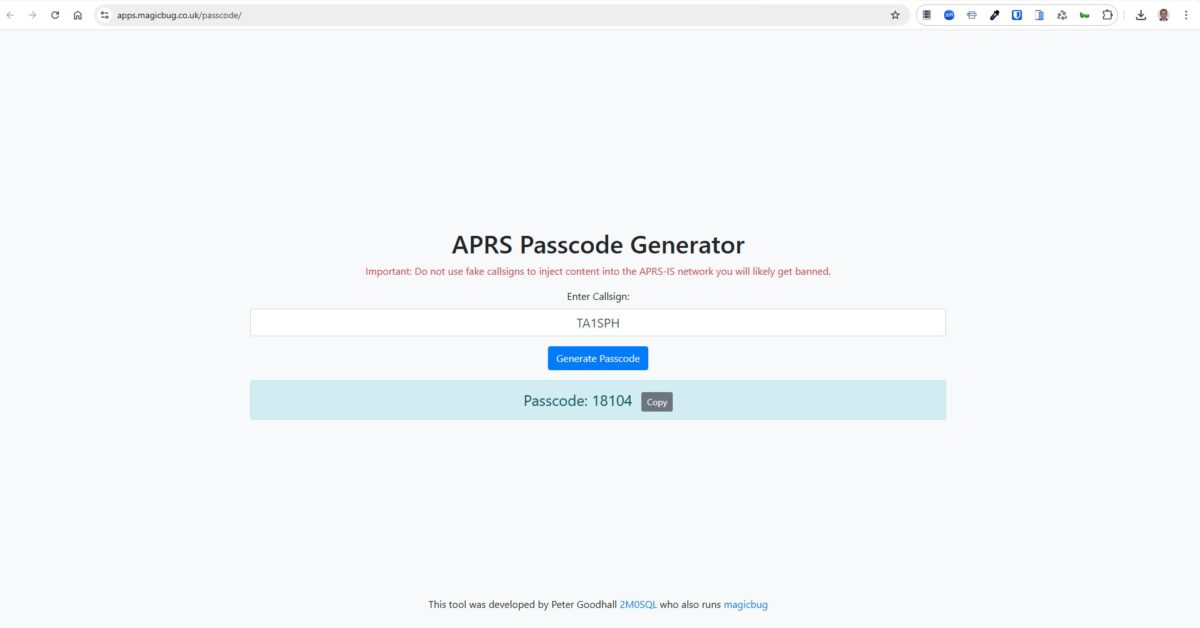 apps.magicbug.co.uk/passcode/
APRS Passcode Generator
Important: Do not use fake callsigns to inject content into the APRS-IS network you will likely get banned.
Enter Callsign:
TA1SPH
Generate Passcode
Passcode: 18104 Copy
This tool was developed by Peter Goodhall 2M0SQL who also runs magicbug